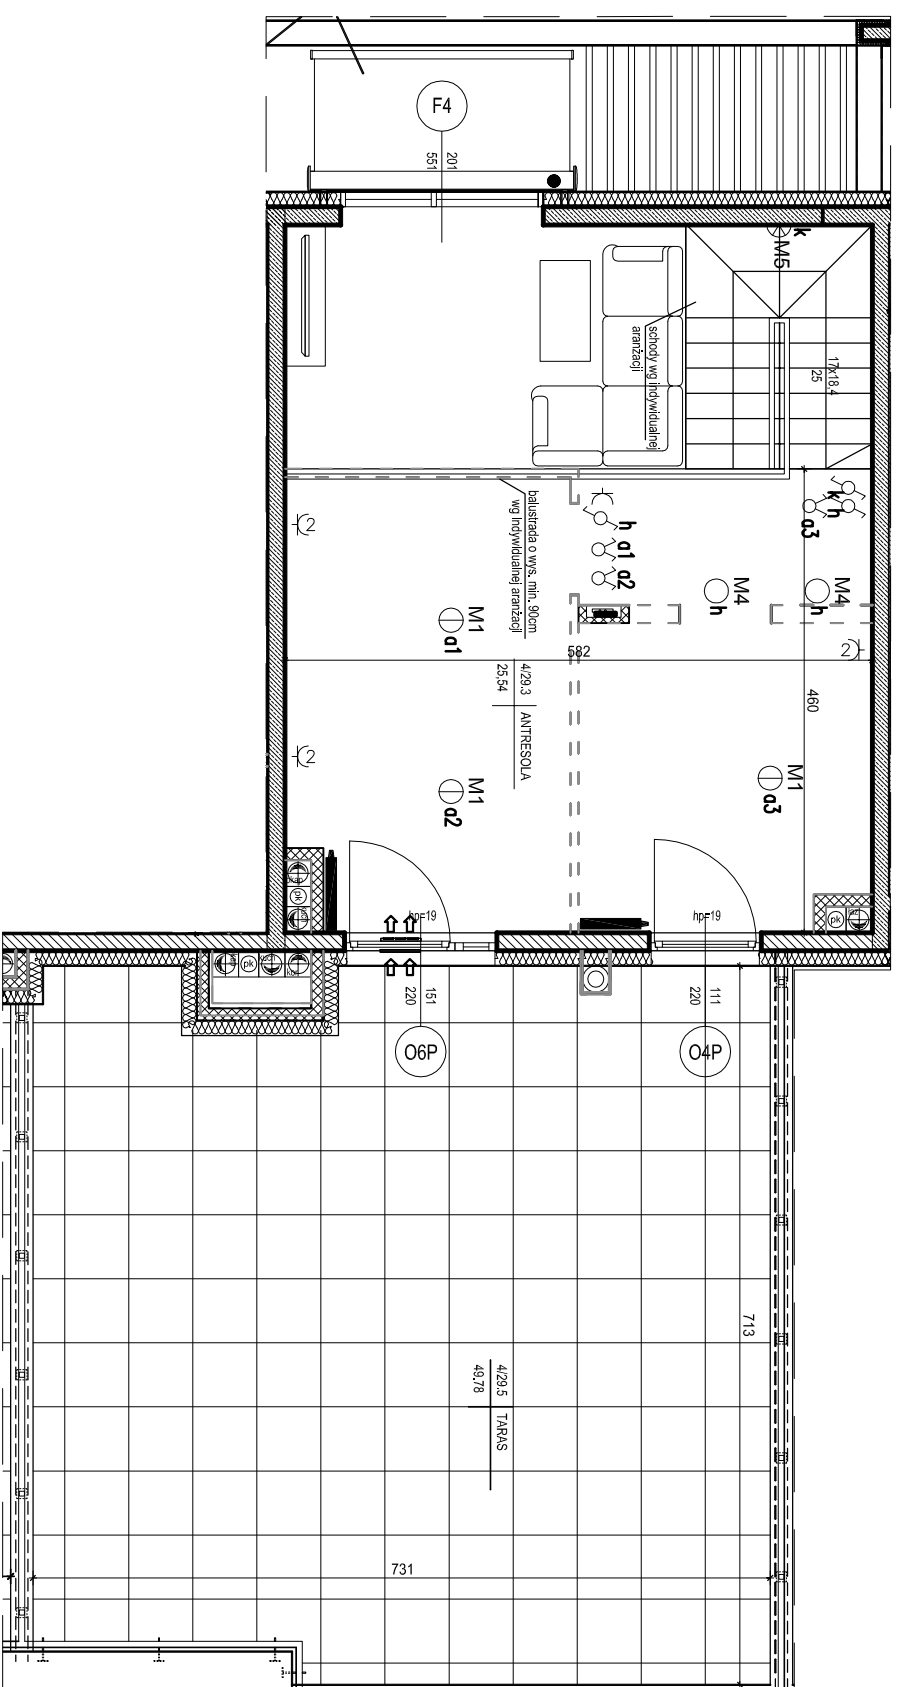 F4
201
551
k
M5
17x18,4
25
schody wg indywidualnej
aranżacji
k
h
a3
2
h
a1
a2
balustrada o wys. min. 90cm
wg indywidualnej aranżacji
M4
h
M4
h
M1
a1
582
2
4/29.3
25,54
ANTRESOLA
460
2
M1
a2
M1
a3
okap
pk
hp=19
hp=19
pk
pk
151
220
111
220
O6P
O4P
713
4/29.5
49,78
TARAS
731